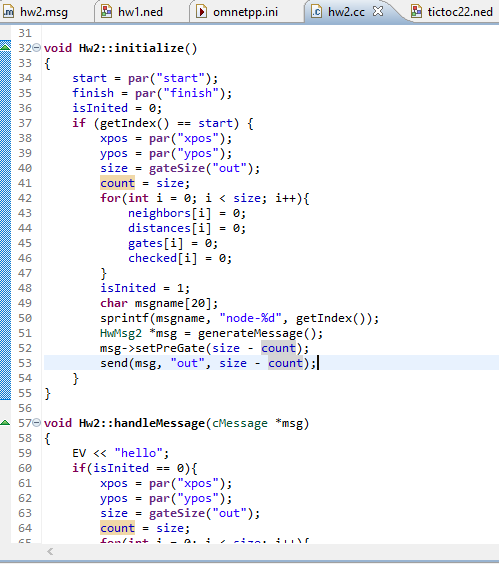 hw2.msg hw1.ned omnetpp.ini hw2.cc tictoc22.ned
31
32 void Hw2::initialize()
33 {
34 start = par("start");
35 finish = par("finish");
36 isInited = 0;
37 if (getIndex() == start) {
38 xpos = par("xpos");
39 ypos = par("ypos");
40 size = gateSize("out");
41 count = size;
42 for(int i = 0; i < size; i++){
43 neighbors[i] = 0;
44 distances[i] = 0;
45 gates[i] = 0;
46 checked[i] = 0;
47 }
48 isInited = 1;
49 char msgname[20];
50 sprintf(msgname, "node-%d", getIndex());
51 HwMsg2 *msg = generateMessage();
52 msg->setPreGate(size - count);
53 send(msg, "out", size - count);
54 }
55 }
56
57 void Hw2::handleMessage(cMessage *msg)
58 {
59 EV << "hello";
60 if(isInited == 0){
61 xpos = par("xpos");
62 ypos = par("ypos");
63 size = gateSize("out");
64 count = size;
65 for(int i = 0; i < size; i++){